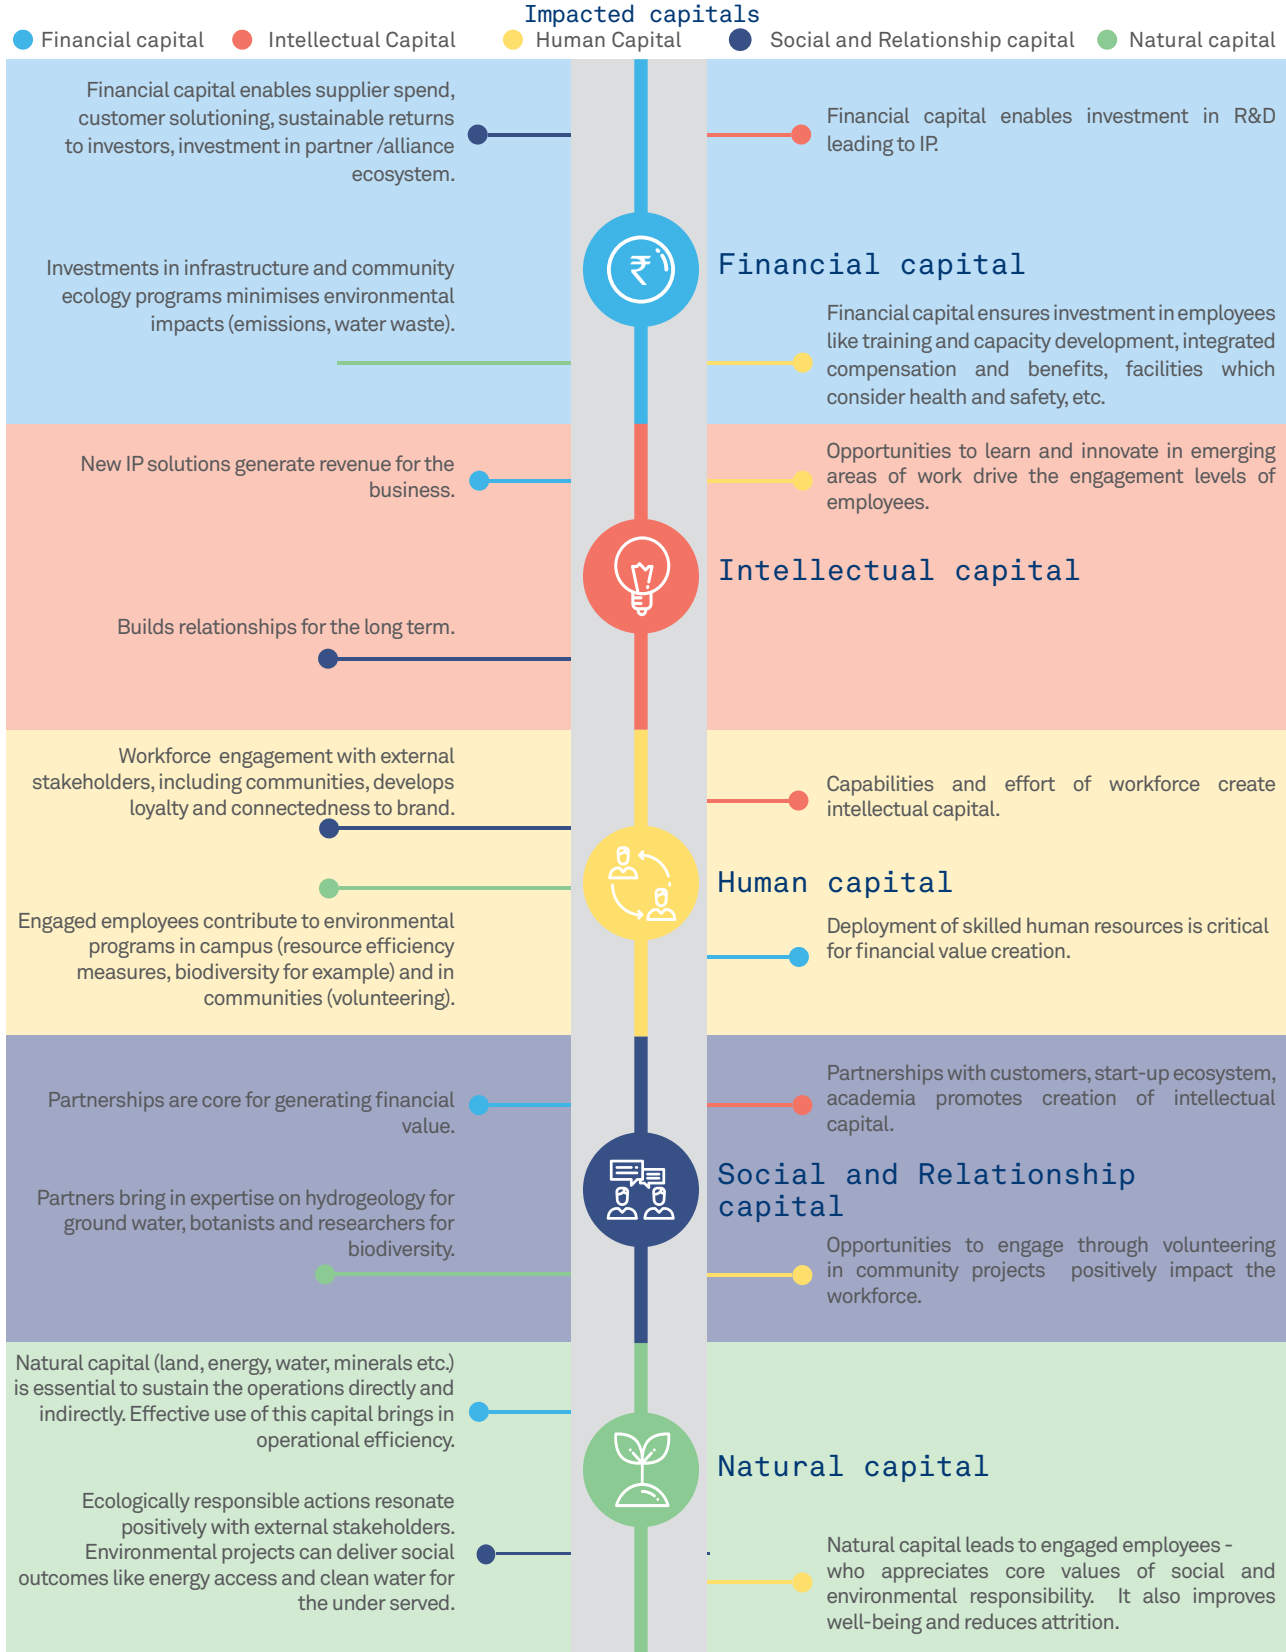 Impacted capitals
Financial capital
Intellectual Capital
Human Capital
Social and Relationship capital
Natural capital
Financial capital enables supplier spend,
customer solutioning, sustainable returns
to investors, investment in partner /alliance
ecosystem.
Financial capital enables investment in R&D
leading to IP.
Investments in infrastructure and community
ecology programs minimises environmental
impacts (emissions, water waste).
₹
Financial capital
Financial capital ensures investment in employees
like training and capacity development, integrated
compensation and benefits, facilities which
consider health and safety, etc.
New IP solutions generate revenue for the
business.
Opportunities to learn and innovate in emerging
areas of work drive the engagement levels of
employees.
Intellectual capital
Builds relationships for the long term.
Workforce engagement with external
stakeholders, including communities, develops
loyalty and connectedness to brand.
Capabilities and effort of workforce create
intellectual capital.
Human capital
Engaged employees contribute to environmental
programs in campus (resource efficiency
measures, biodiversity for example) and in
communities (volunteering).
Deployment of skilled human resources is critical
for financial value creation.
Partnerships are core for generating financial
value.
Partnerships with customers, start-up ecosystem,
academia promotes creation of intellectual
capital.
Social and Relationship
capital
Partners bring in expertise on hydrogeology for
ground water, botanists and researchers for
biodiversity.
Opportunities to engage through volunteering
in community projects positively impact the
workforce.
Natural capital (land, energy, water, minerals etc.)
is essential to sustain the operations directly and
indirectly. Effective use of this capital brings in
operational efficiency.
Natural capital
Ecologically responsible actions resonate
positively with external stakeholders.
Environmental projects can deliver social
outcomes like energy access and clean water for
the under served.
Natural capital leads to engaged employees -
who appreciates core values of social and
environmental responsibility. It also improves
well-being and reduces attrition.